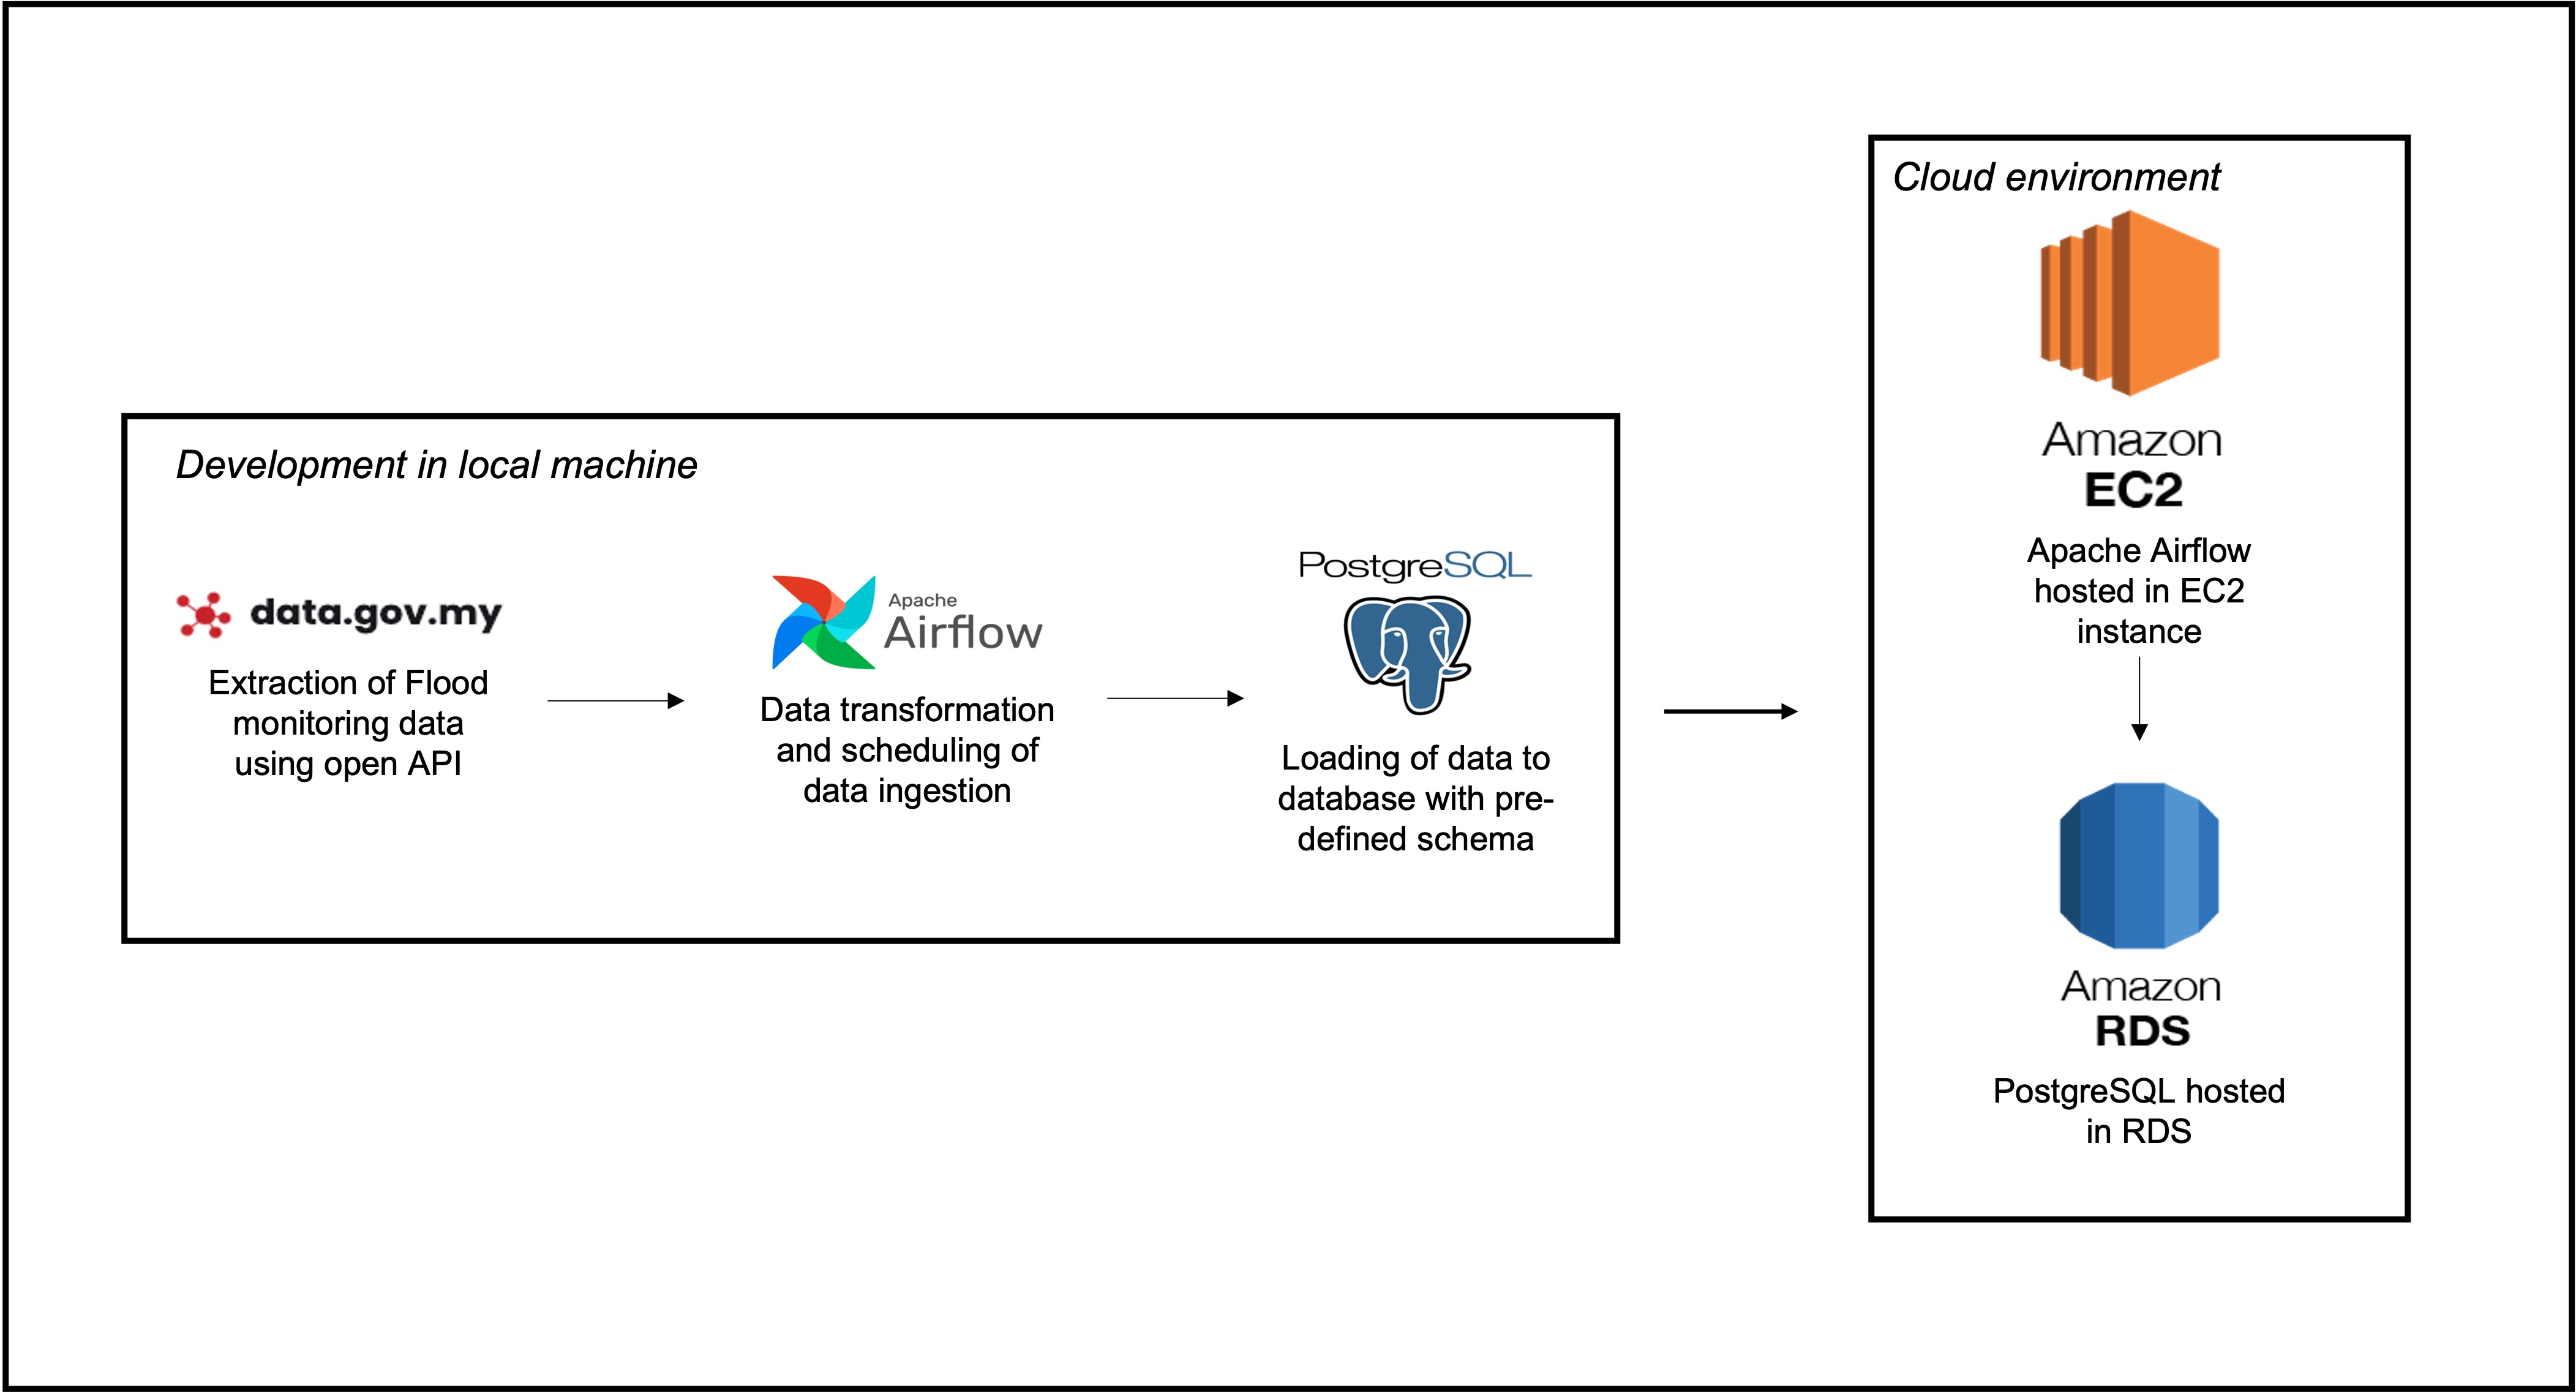 Development in local machine
data.gov.my
Extraction of Flood
monitoring data
using open API
Apache
Airflow
Data transformation
and scheduling of
data ingestion
PostgreSQL
Loading of data to
database with pre-
defined schema
Cloud environment
Amazon
EC2
Apache Airflow
hosted in EC2
instance
Amazon
RDS
PostgreSQL hosted
in RDS